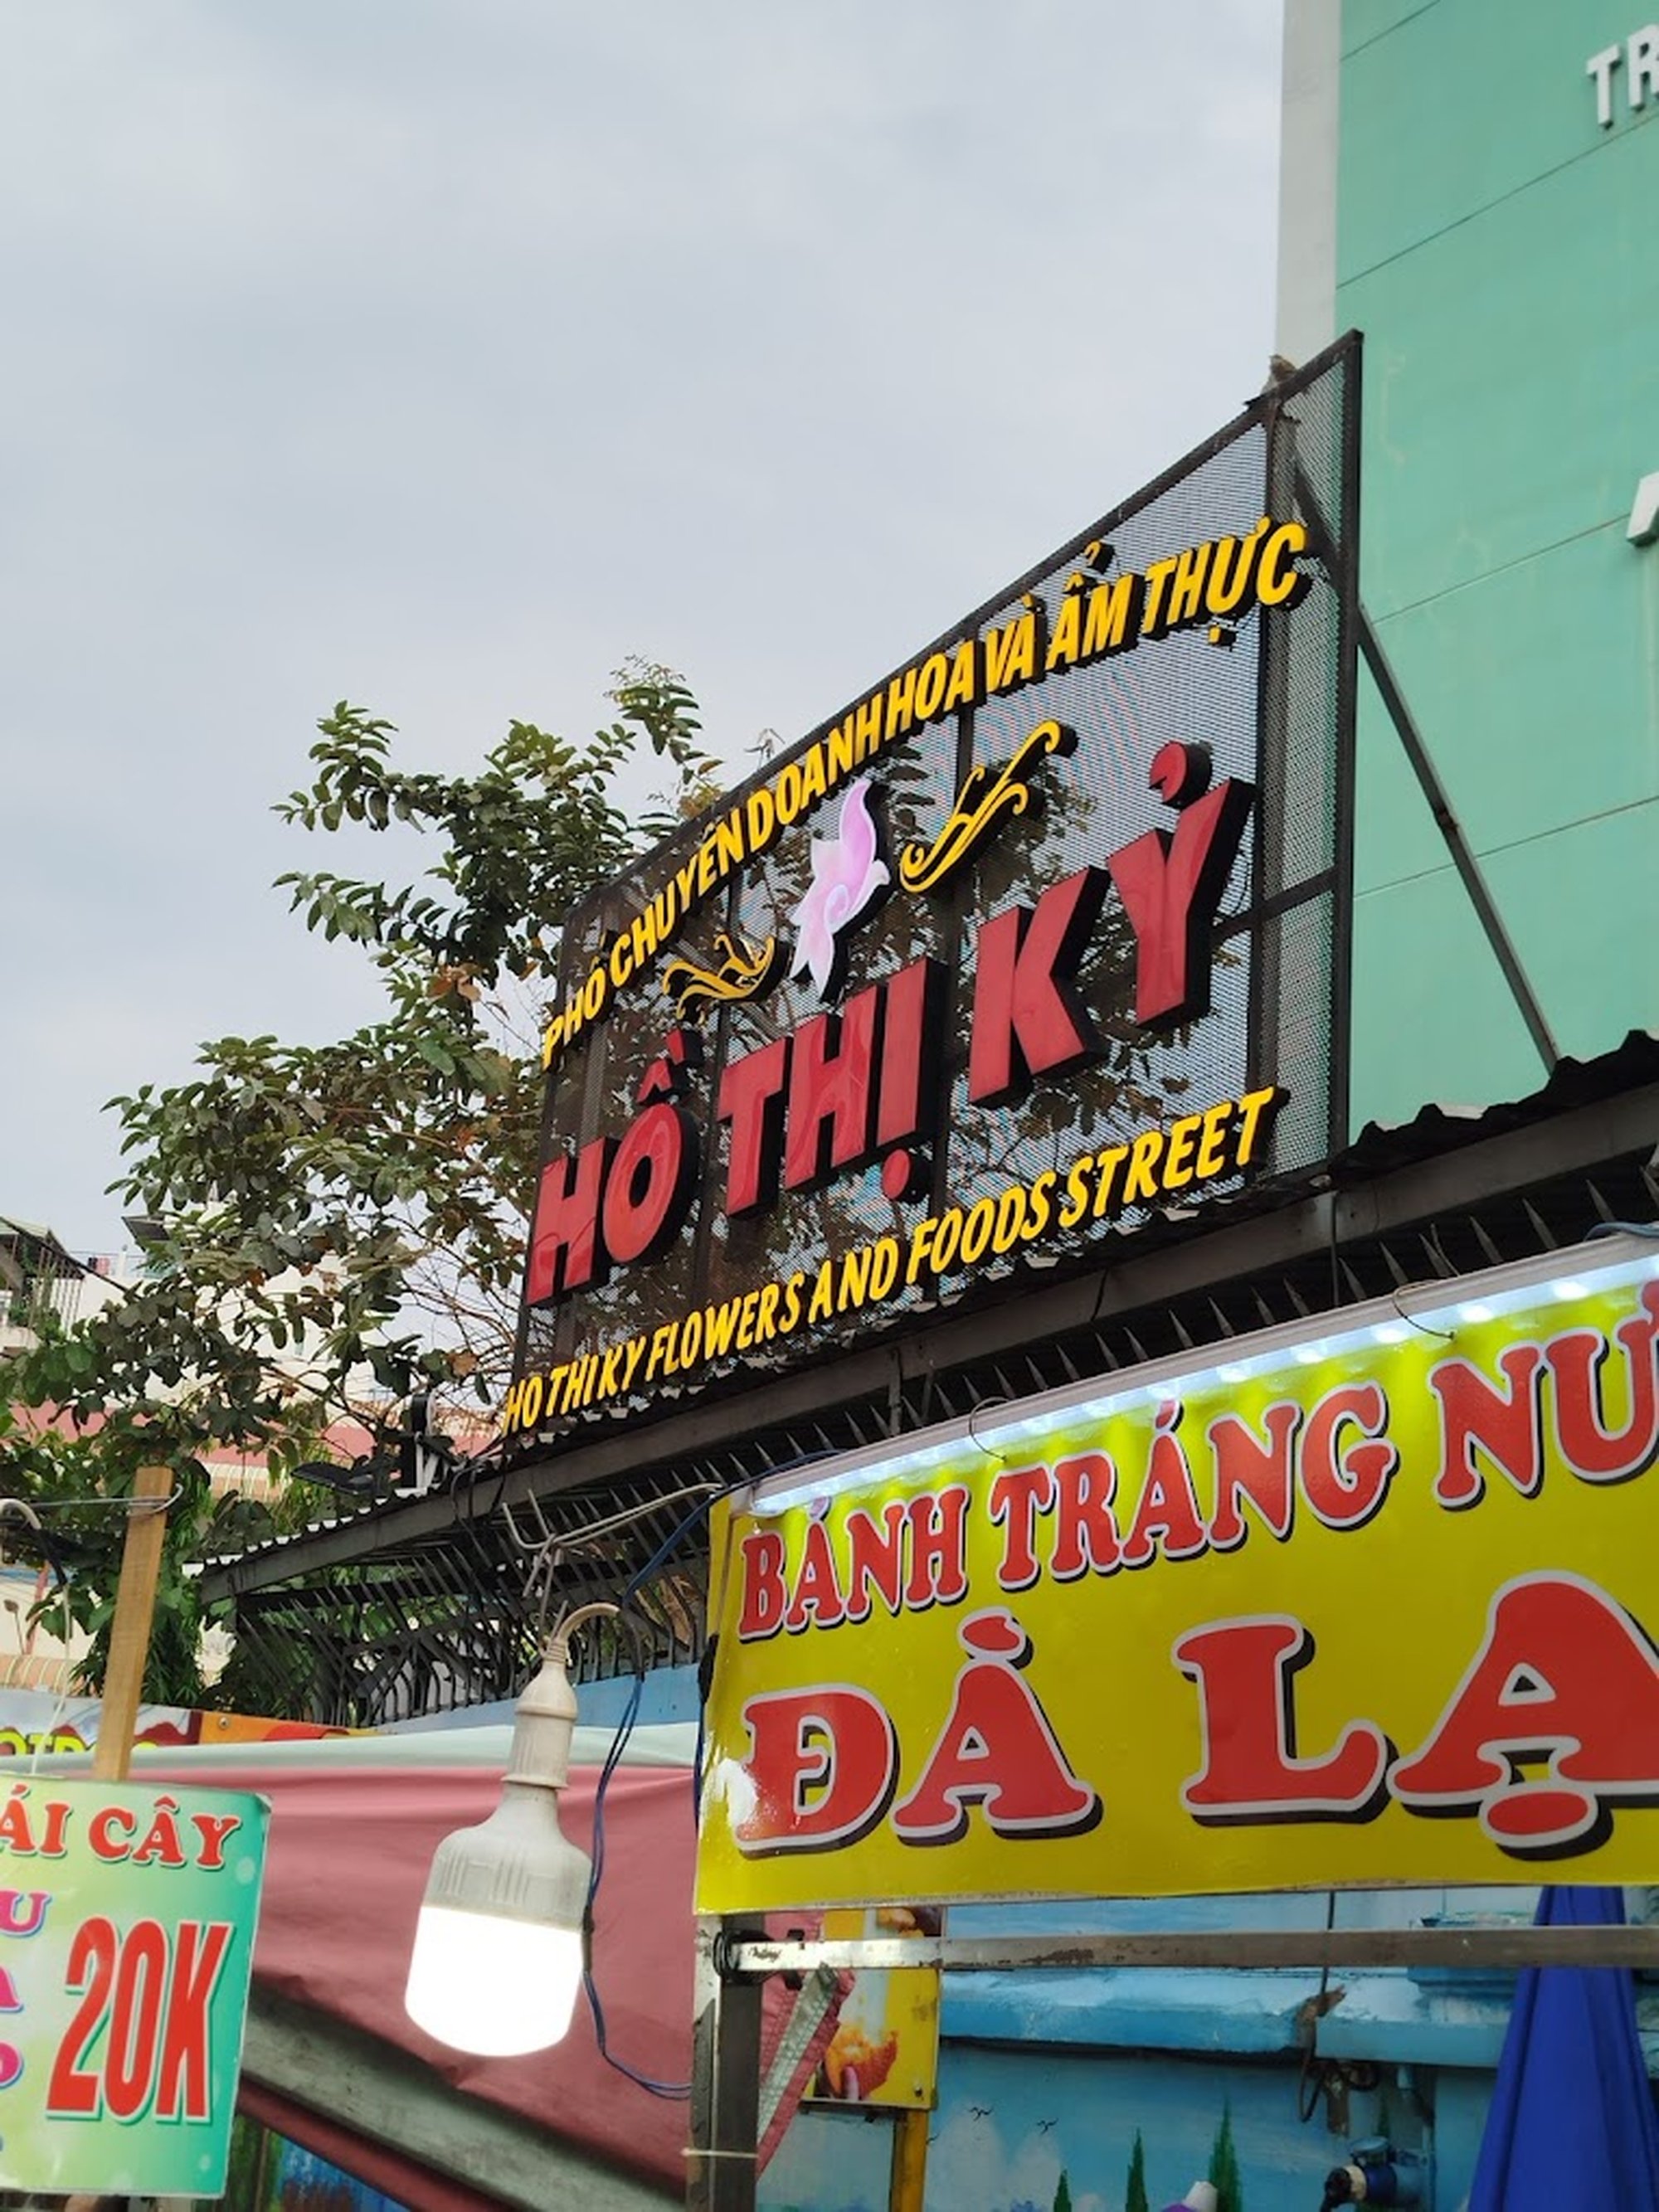 TR
PHỐ CHUYÊN DOANH HOA VÀ ẨM THỰC
HỒ THỊ KỶ
HO THI KY FLOWERS AND FOODS STREET
BÁNH TRÁNG NƯ
ĐÀ LẠ
ÁI CÂY
U
20K